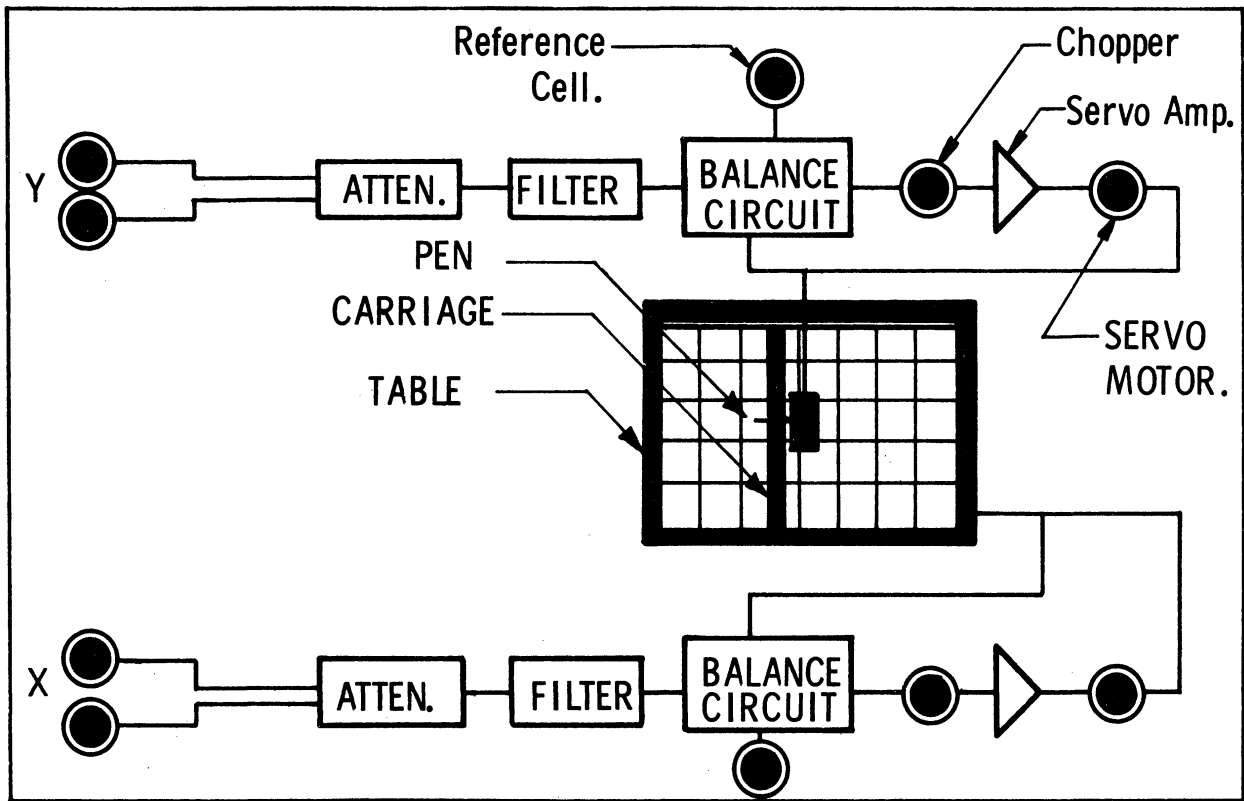 Reference
Cell.
Chopper
Servo Amp.
Y
ATTEN.
FILTER
BALANCE
CIRCUIT
PEN
CARRIAGE
TABLE
SERVO
MOTOR.
X
ATTEN.
FILTER
BALANCE
CIRCUIT